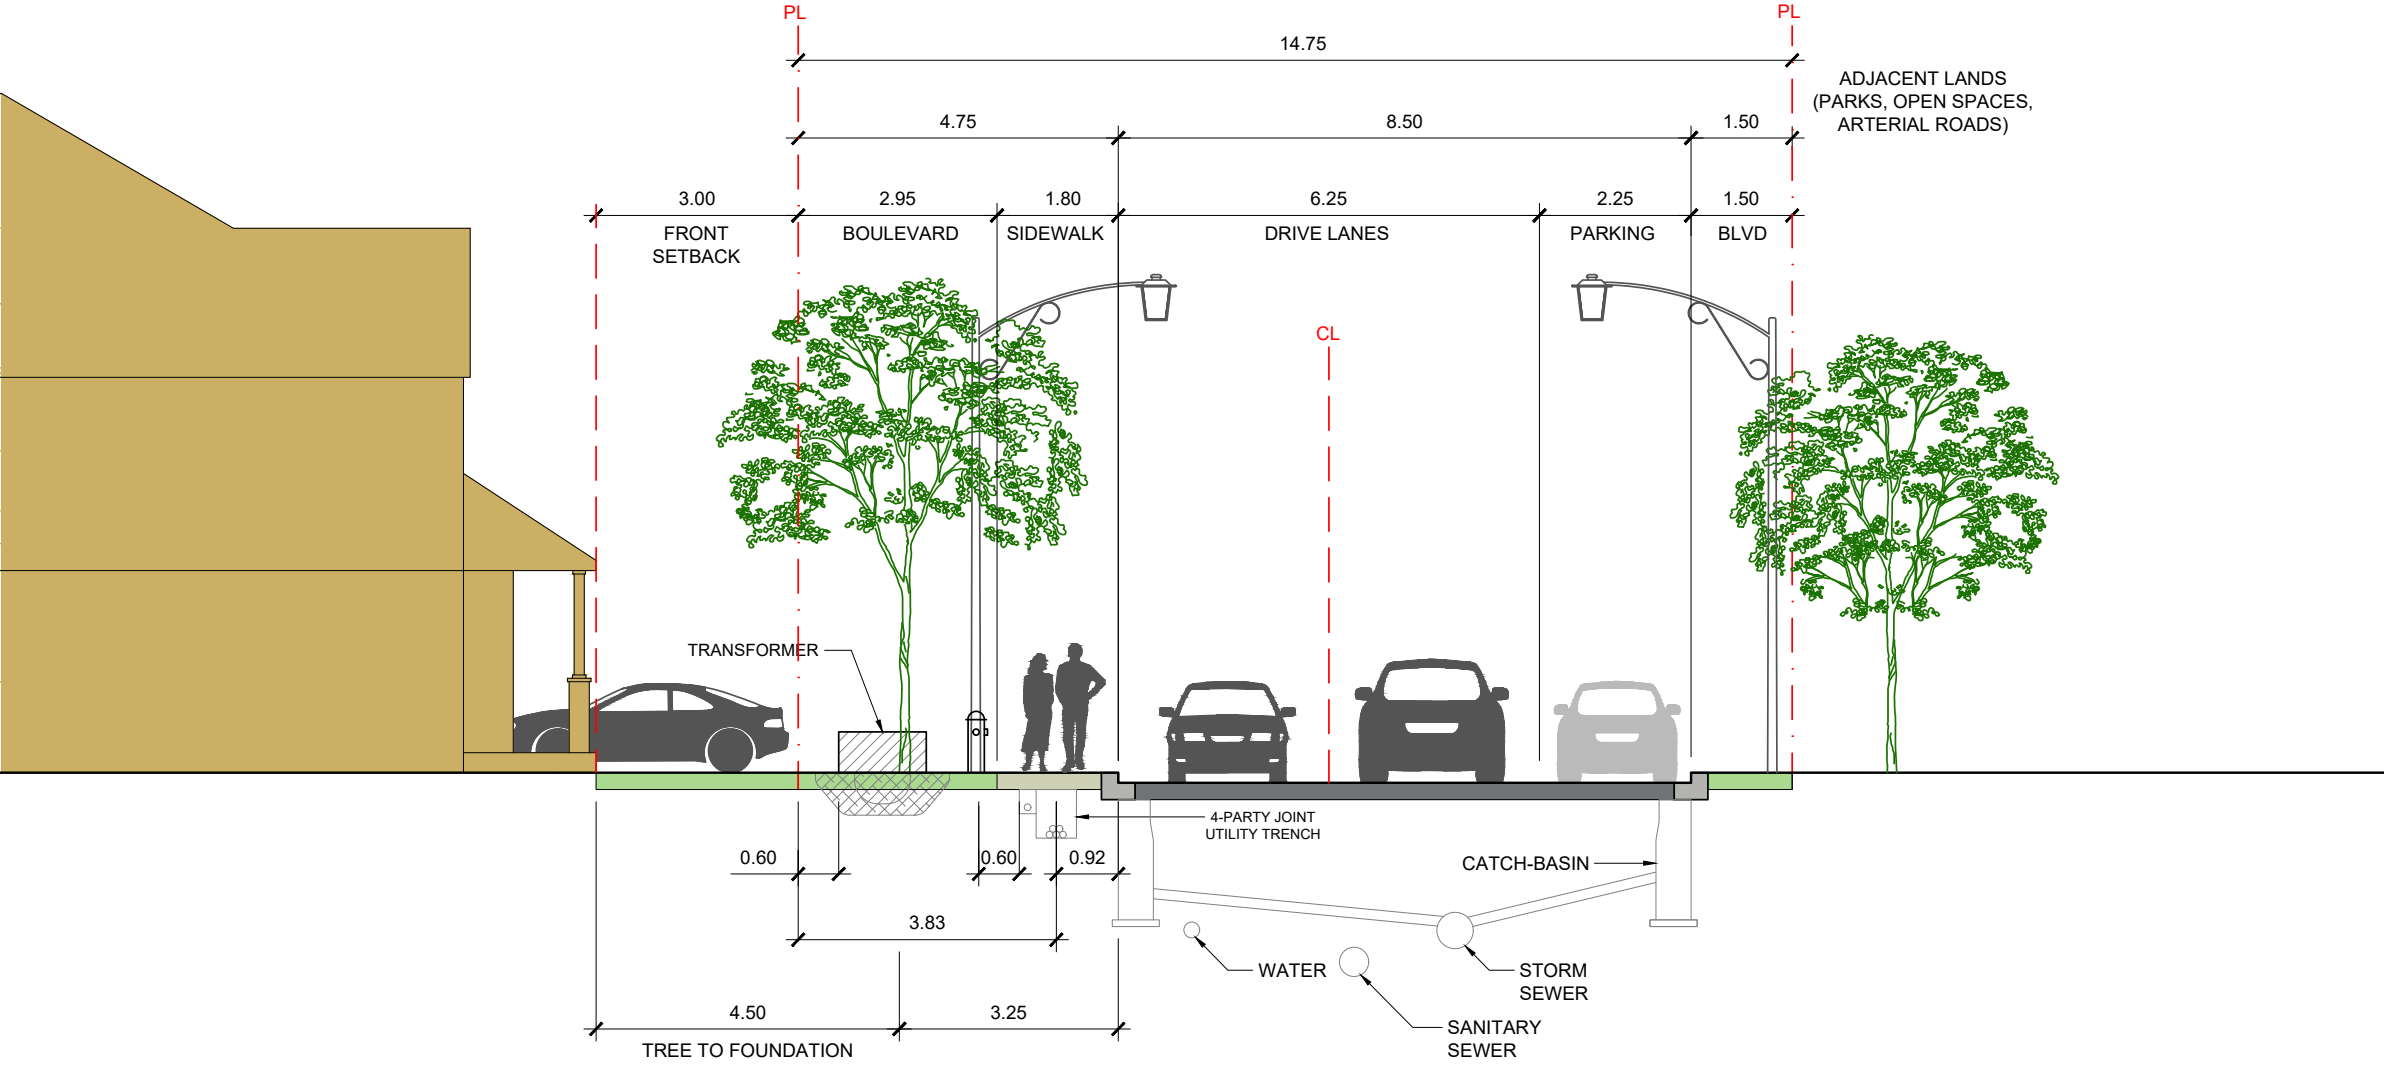 PL
PL
14.75
ADJACENT LANDS
(PARKS, OPEN SPACES,
ARTERIAL ROADS)
4.75
8.50
1.50
3.00
2.95
1.80
6.25
2.25
1.50
FRONT
SETBACK
BOULEVARD
SIDEWALK
DRIVE LANES
PARKING
BLVD
CL
TRANSFORMER
4-PARTY JOINT
UTILITY TRENCH
0.60
0.60
0.92
CATCH-BASIN
3.83
WATER
STORM
SEWER
4.50
3.25
SANITARY
SEWER
TREE TO FOUNDATION